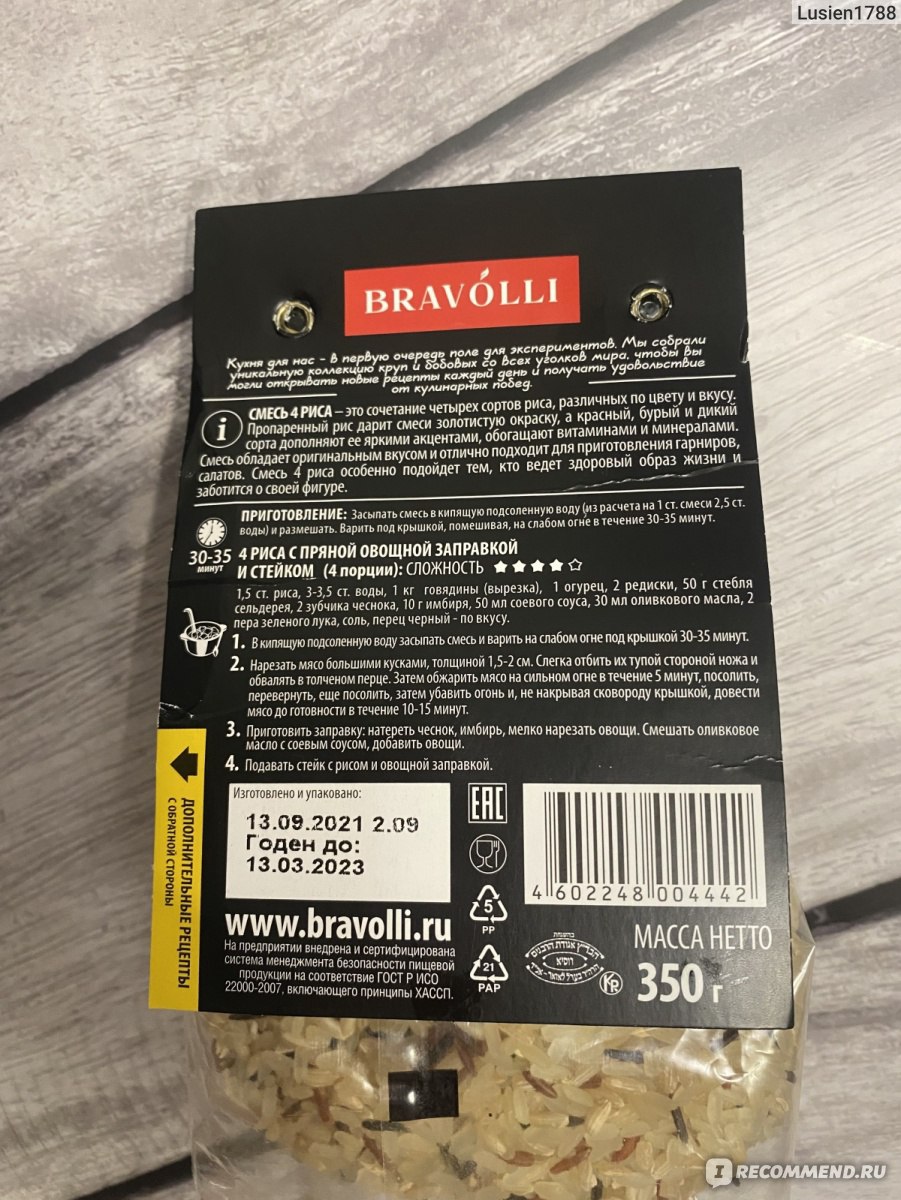 Lusien1788
BRAVÓLLI
Кухня для нас - в первую очередь поле для экспериментов. Мы собрали
уникальную коллекцию круп и бобовых со всех уголков мира, чтобы вы
могли открывать новые рецепты каждый день и получать удовольствие
от кулинарных побед.
i
СМЕСЬ 4 РИСА – это сочетание четырех сортов риса, различных по цвету и вкусу.
Пропаренный рис дарит смеси золотистую окраску, а красный, бурый и дикий
сорта дополняют ее яркими акцентами, обогащают витаминами и минералами.
Смесь обладает оригинальным вкусом и отлично подходит для приготовления гарниров,
салатов. Смесь 4 риса особенно подойдет тем, кто ведет здоровый образ жизни и
заботится о своей фигуре.
ПРИГОТОВЛЕНИЕ: Засыпать смесь в кипящую подсоленную воду (из расчета на 1 ст. смеси 2,5 ст.
воды) и размешать. Варить под крышкой, помешивая, на слабом огне в течение 30-35 минут.
30-35
минут
4 РИСА С ПРЯНОЙ ОВОЩНОЙ ЗАПРАВКОЙ
И СТЕЙКОМ (4 порции): СЛОЖНОСТЬ ★★★★☆
1,5 ст. риса, 3-3,5 ст. воды, 1 кг говядины (вырезка), 1 огурец, 2 редиски, 50 г стебля
сельдерея, 2 зубчика чеснока, 10 г имбиря, 50 мл соевого соуса, 30 мл оливкового масла, 2
пера зеленого лука, соль, перец черный - по вкусу.
1. В кипящую подсоленную воду засыпать смесь и варить на слабом огне под крышкой 30-35 минут.
2. Нарезать мясо большими кусками, толщиной 1,5-2 см. Слегка отбить их тупой стороной ножа и
обвалять в толченом перце. Затем обжарить мясо на сильном огне в течение 5 минут, посолить,
перевернуть, еще посолить, затем убавить огонь и, не накрывая сковороду крышкой, довести
мясо до готовности в течение 10-15 минут.
3. Приготовить заправку: натереть чеснок, имбирь, мелко нарезать овощи. Смешать оливковое
масло с соевым соусом, добавить овощи.
4. Подавать стейк с рисом и овощной заправкой.
ДОПОЛНИТЕЛЬНЫЕ РЕЦЕПТЫ
С ОБРАТНОЙ СТОРОНЫ
Изготовлено и упаковано:
13.09.2021 2.09
Годен до:
13.03.2023
EAC
5
PP
21
PAP
4 602248 004442
www.bravolli.ru
На предприятии внедрена и сертифицирована
система менеджмента безопасности пищевой
продукции на соответствие ГОСТ Р ИСО
22000-2007, включающего принципы ХАССП.
KR
МАССА НЕТТО
350 г
I RECOMMEND.RU